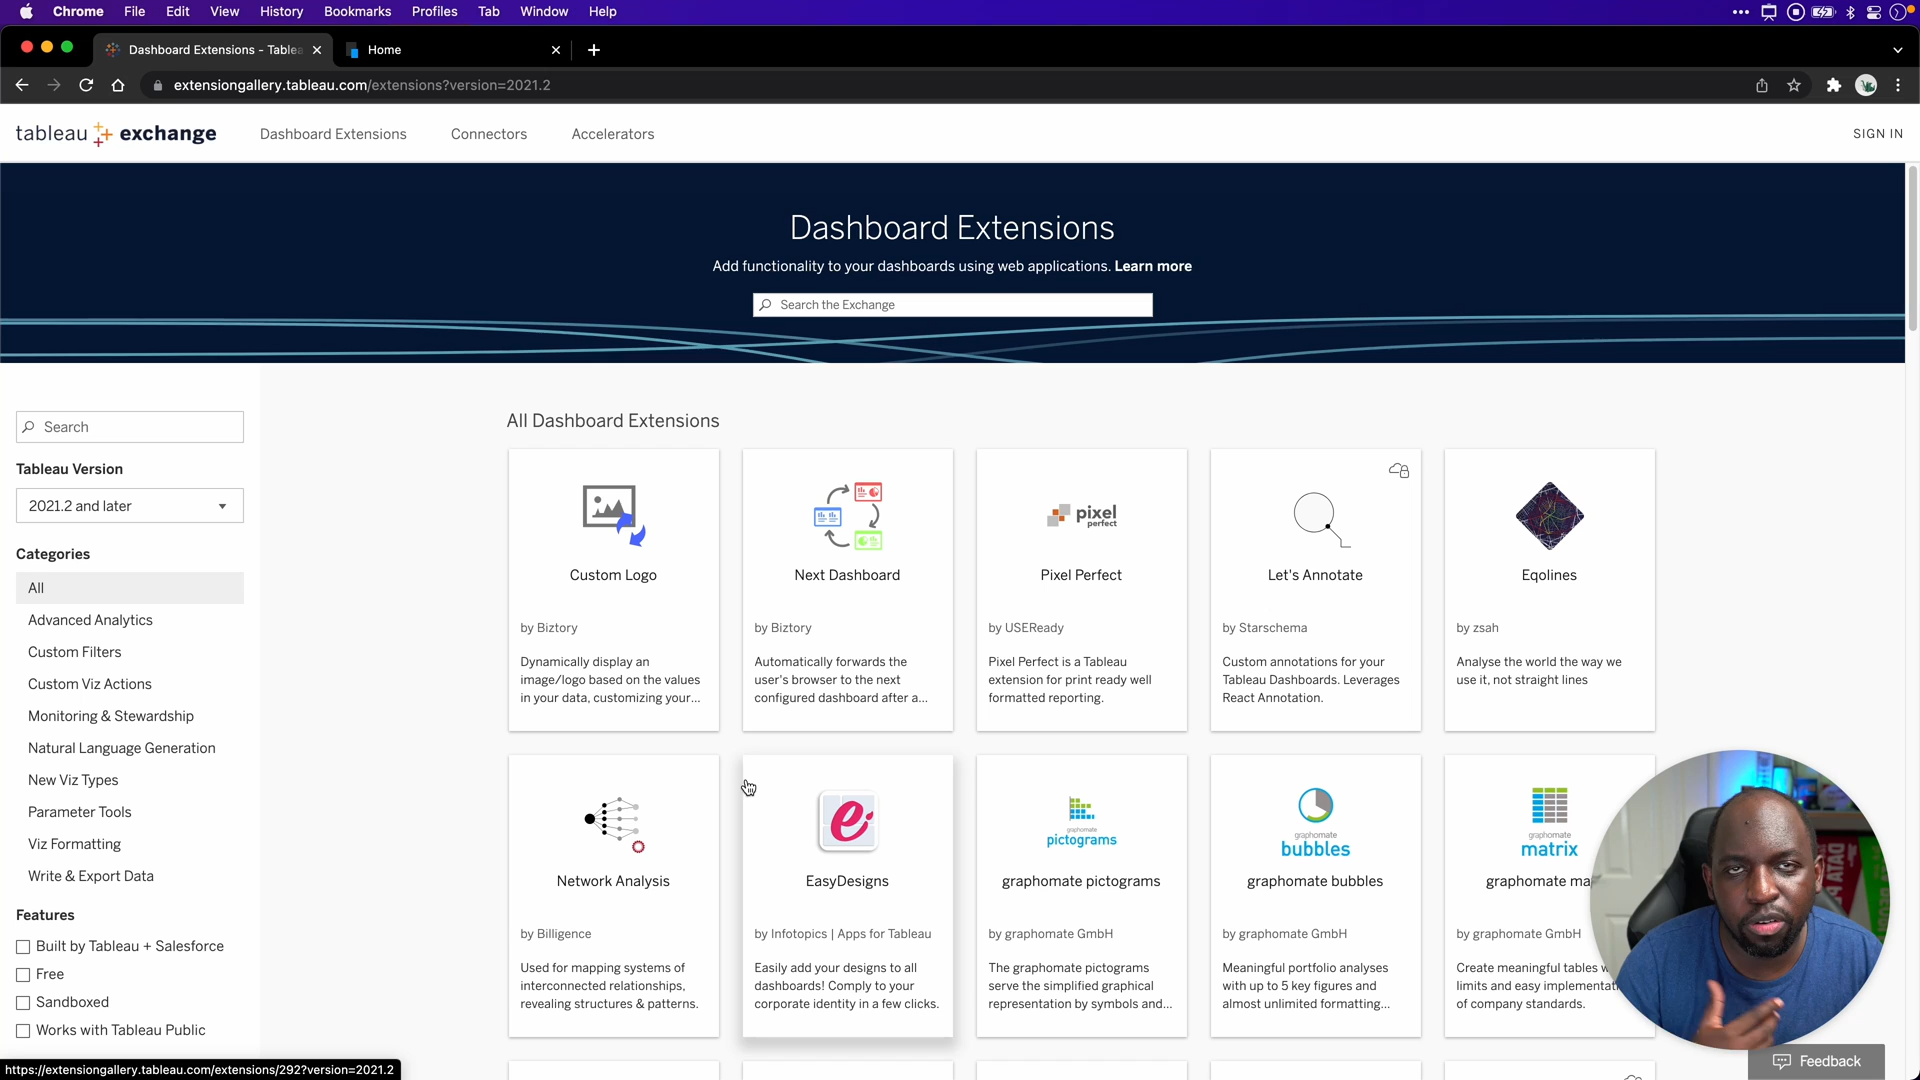 Chrome File Edit View History Bookmarks Profiles Tab Window Help
Dashboard Extensions - Tablea
Home
extensiongallery.tableau.com/extensions?version=2021.2
tableau exchange
Dashboard Extensions
Connectors
Accelerators
SIGN IN
Dashboard Extensions
Add functionality to your dashboards using web applications. Learn more
Search the Exchange
Search
Tableau Version
2021.2 and later
Categories
All
Advanced Analytics
Custom Filters
Custom Viz Actions
Monitoring & Stewardship
Natural Language Generation
New Viz Types
Parameter Tools
Viz Formatting
Write & Export Data
Features
Built by Tableau + Salesforce
Free
Sandboxed
Works with Tableau Public
All Dashboard Extensions
Custom Logo
by Biztory
Dynamically display an
image/logo based on the values
in your data, customizing your...
Next Dashboard
by Biztory
Automatically forwards the
user's browser to the next
configured dashboard after a...
pixel
perfect
Pixel Perfect
by USEReady
Pixel Perfect is a Tableau
extension for print ready well
formatted reporting.
Let's Annotate
by Starschema
Custom annotations for your
Tableau Dashboards. Leverages
React Annotation.
Eqolines
by zsah
Analyse the world the way we
use it, not straight lines
Network Analysis
by Billigence
Used for mapping systems of
interconnected relationships,
revealing structures & patterns.
e
EasyDesigns
by Infotopics | Apps for Tableau
Easily add your designs to all
dashboards! Comply to your
corporate identity in a few clicks.
graphomate
pictograms
graphomate pictograms
by graphomate GmbH
The graphomate pictograms
serve the simplified graphical
representation by symbols and...
graphomate
bubbles
graphomate bubbles
by graphomate GmbH
Meaningful portfolio analyses
with up to 5 key figures and
almost unlimited formatting...
graphomate
matrix
graphomate ma
by graphomate GmbH
Create meaningful tables w
limits and easy implementat
of company standards.
DATA
Feedback
https://extensiongallery.tableau.com/extensions/292?version=2021.2